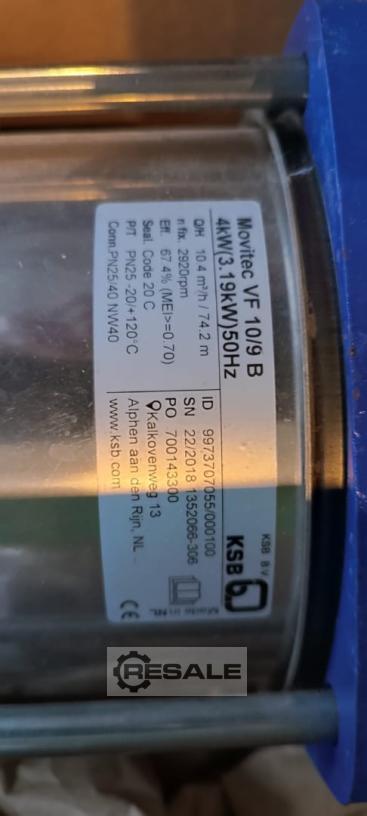 KSB B.V.
Movitec VF 10/9 B
4kW(3.19kW)50Hz
KSB
Q/H 10.4 m³/h / 74.2 m
n fix. 2920rpm
Eff. 67.4% (MEI>=0.70)
Seal. Code 20 C
P/T PN25 -20/+120°C
Conn.PN25/40 NW40
ID 9973707055/000100
SN 22/2018 1352066-306
PO 700143300
Kalkovenweg 13
Alphen aan den Rijn, NL
www.ksb.com
CE
RESALE